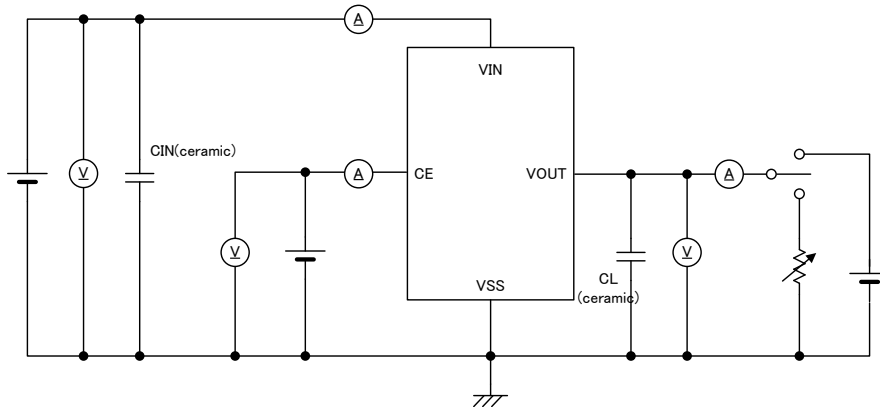 A
VIN
CIN(ceramic)
V
A
CE
VOUT
A
V
V
CL
(ceramic)
VSS